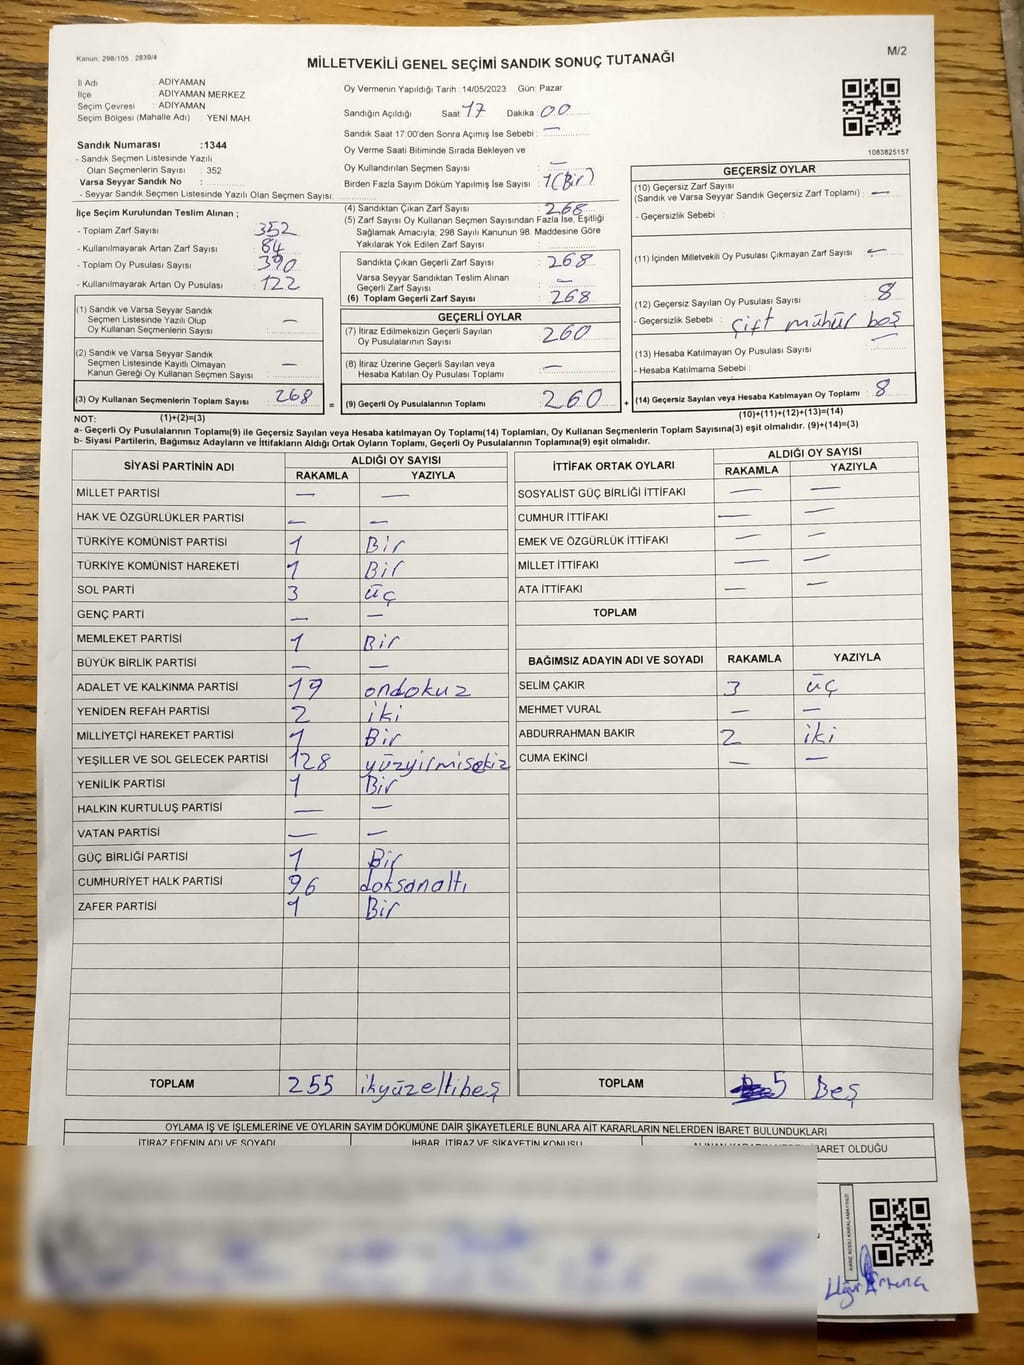 Kanun: 298/105 , 2839/4
MİLLETVEKİLİ GENEL SEÇİMİ SANDIK SONUÇ TUTANAĞI
M/2
İl Adı : ADIYAMAN
İlçe : ADIYAMAN MERKEZ
Seçim Çevresi : ADIYAMAN
Seçim Bölgesi (Mahalle Adı) : YENİ MAH.
Sandık Numarası :1344
- Sandık Seçmen Listesinde Yazılı
Olan Seçmenlerin Sayısı : 352
Varsa Seyyar Sandık No :
- Seyyar Sandık Seçmen Listesinde Yazılı Olan Seçmen Sayısı:
Oy Vermenin Yapıldığı Tarih : 14/05/2023 Gün: Pazar
Sandığın Açıldığı Saat: 17 Dakika : 00
Sandık Saat 17:00'den Sonra Açımış İse Sebebi : —
Oy Verme Saati Bitiminde Sırada Bekleyen ve
Oy Kullandırılan Seçmen Sayısı : —
Birden Fazla Sayım Döküm Yapılmış İse Sayısı : 1(Bir)
1083825157
İlçe Seçim Kurulundan Teslim Alınan ;
- Toplam Zarf Sayısı : 352
- Kullanılmayarak Artan Zarf Sayısı : 84
- Toplam Oy Pusulası Sayısı : 390
- Kullanılmayarak Artan Oy Pusulası : 122
(1) Sandık ve Varsa Seyyar Sandık
Seçmen Listesinde Yazılı Olup
Oy Kullanan Seçmenlerin Sayısı : —
(2) Sandık ve Varsa Seyyar Sandık
Seçmen Listesinde Kayıtlı Olmayan
Kanun Gereği Oy Kullanan Seçmen Sayısı : —
(3) Oy Kullanan Seçmenlerin Toplam Sayısı : 268
(4) Sandıktan Çıkan Zarf Sayısı : 268
(5) Zarf Sayısı Oy Kullanan Seçmen Sayısından Fazla İse, Eşitliği
Sağlamak Amacıyla; 298 Sayılı Kanunun 98. Maddesine Göre
Yakılarak Yok Edilen Zarf Sayısı :
Sandıkta Çıkan Geçerli Zarf Sayısı : 268
Varsa Seyyar Sandıktan Teslim Alınan
Geçerli Zarf Sayısı : —
(6) Toplam Geçerli Zarf Sayısı : 268
GEÇERLİ OYLAR
(7) İtiraz Edilmeksizin Geçerli Sayılan
Oy Pusulalarının Sayısı : 260
(8) İtiraz Üzerine Geçerli Sayılan veya
Hesaba Katılan Oy Pusulası Toplamı : —
= (9) Geçerli Oy Pusulalarının Toplamı : 260 +
GEÇERSİZ OYLAR
(10) Geçersiz Zarf Sayısı
(Sandık ve Varsa Seyyar Sandık Geçersiz Zarf Toplamı) : —
- Geçersizlik Sebebi :
(11) İçinden Milletvekili Oy Pusulası Çıkmayan Zarf Sayısı : —
(12) Geçersiz Sayılan Oy Pusulası Sayısı : 8
- Geçersizlik Sebebi : Çift mühür boş
(13) Hesaba Katılmayan Oy Pusulası Sayısı : —
- Hesaba Katılmama Sebebi :
(14) Geçersiz Sayılan veya Hesaba Katılmayan Oy Toplamı : 8
(10)+(11)+(12)+(13)=(14)
NOT: (1)+(2)=(3)
a- Geçerli Oy Pusulalarının Toplamı(9) ile Geçersiz Sayılan veya Hesaba Katılmayan Oy Toplamı(14) Toplamları, Oy Kullanan Seçmenlerin Toplam Sayısına(3) eşit olmalıdır. (9)+(14)=(3)
b- Siyasi Partilerin, Bağımsız Adayların ve İttifakların Aldığı Ortak Oyların Toplamı, Geçerli Oy Pusulalarının Toplamına(9) eşit olmalıdır.
SİYASİ PARTİNİN ADI ALDIĞI OY SAYISI
RAKAMLA YAZIYLA
MİLLET PARTİSİ — —
HAK VE ÖZGÜRLÜKLER PARTİSİ — —
TÜRKİYE KOMÜNİST PARTİSİ 1 Bir
TÜRKİYE KOMÜNİST HAREKETİ 1 Bir
SOL PARTİ 3 üç
GENÇ PARTİ — —
MEMLEKET PARTİSİ 1 Bir
BÜYÜK BİRLİK PARTİSİ — —
ADALET VE KALKINMA PARTİSİ 19 ondokuz
YENİDEN REFAH PARTİSİ 2 iki
MİLLİYETÇİ HAREKET PARTİSİ 1 Bir
YEŞİLLER VE SOL GELECEK PARTİSİ 128 yüzyirmisekiz
YENİLİK PARTİSİ 1 Bir
HALKIN KURTULUŞ PARTİSİ — —
VATAN PARTİSİ — —
GÜÇ BİRLİĞİ PARTİSİ 1 Bir
CUMHURİYET HALK PARTİSİ 96 doksanaltı
ZAFER PARTİSİ 1 Bir
TOPLAM 255 ikyüzeltibeş
İTTİFAK ORTAK OYLARI ALDIĞI OY SAYISI
RAKAMLA YAZIYLA
SOSYALİST GÜÇ BİRLİĞİ İTTİFAKI — —
CUMHUR İTTİFAKI — —
EMEK VE ÖZGÜRLÜK İTTİFAKI — —
MİLLET İTTİFAKI — —
ATA İTTİFAKI — —
TOPLAM
BAĞIMSIZ ADAYIN ADI VE SOYADI RAKAMLA YAZIYLA
SELİM ÇAKIR 3 üç
MEHMET VURAL — —
ABDURRAHMAN BAKIR 2 iki
CUMA EKİNCİ — —
TOPLAM 5 Beş
OYLAMA İŞ VE İŞLEMLERİNE VE OYLARIN SAYIM DÖKÜMÜNE DAİR ŞİKAYETLERLE BUNLARA AİT KARARLARIN NELERDEN İBARET BULUNDUKLARI
İTİRAZ EDENİN ADI VE SOYADI İHBAR, İTİRAZ VE ŞİKAYETİN KONUSU İBARET OLDUĞU